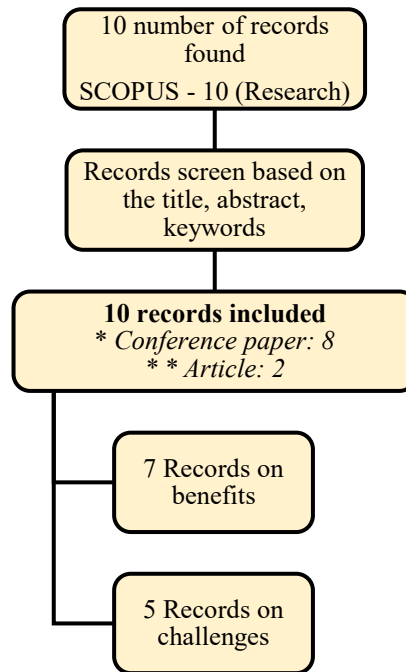 10 number of records
found
SCOPUS - 10 (Research)
Records screen based on
the title, abstract,
keywords
10 records included
* Conference paper: 8
* * Article: 2
7 Records on
benefits
5 Records on
challenges